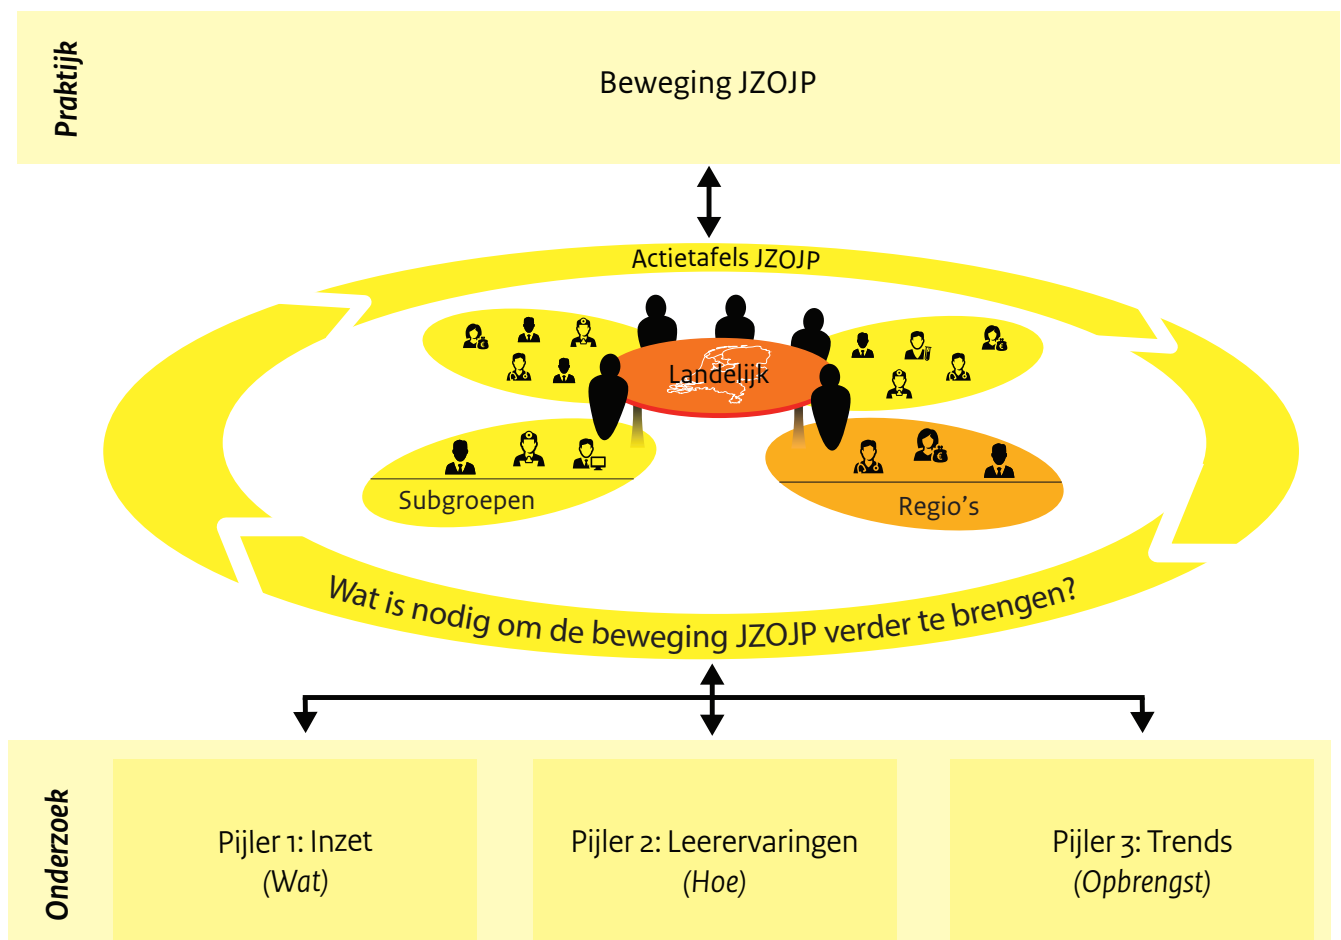 Praktijk
Beweging JZOJP
Actietafels JZOJP
Landelijk
Subgroepen
Regio's
Wat is nodig om de beweging JZOJP verder te brengen?
Onderzoek
Pijler 1: Inzet
(Wat)
Pijler 2: Leerervaringen
(Hoe)
Pijler 3: Trends
(Opbrengst)